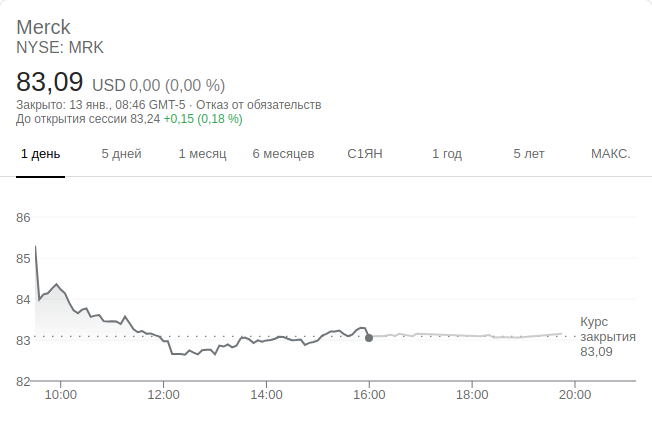 Merck
NYSE: MRK
83,09 USD 0,00 (0,00 %)
Закрыто: 13 янв., 08:46 GMT-5 · Отказ от обязательств
До открытия сессии 83,24 +0,15 (0,18 %)
1 день 5 дней 1 месяц 6 месяцев С1ЯН 1 год 5 лет МАКС.
86
85
84
83
82
Курс
закрытия
83,09
10:00 12:00 14:00 16:00 18:00 20:00